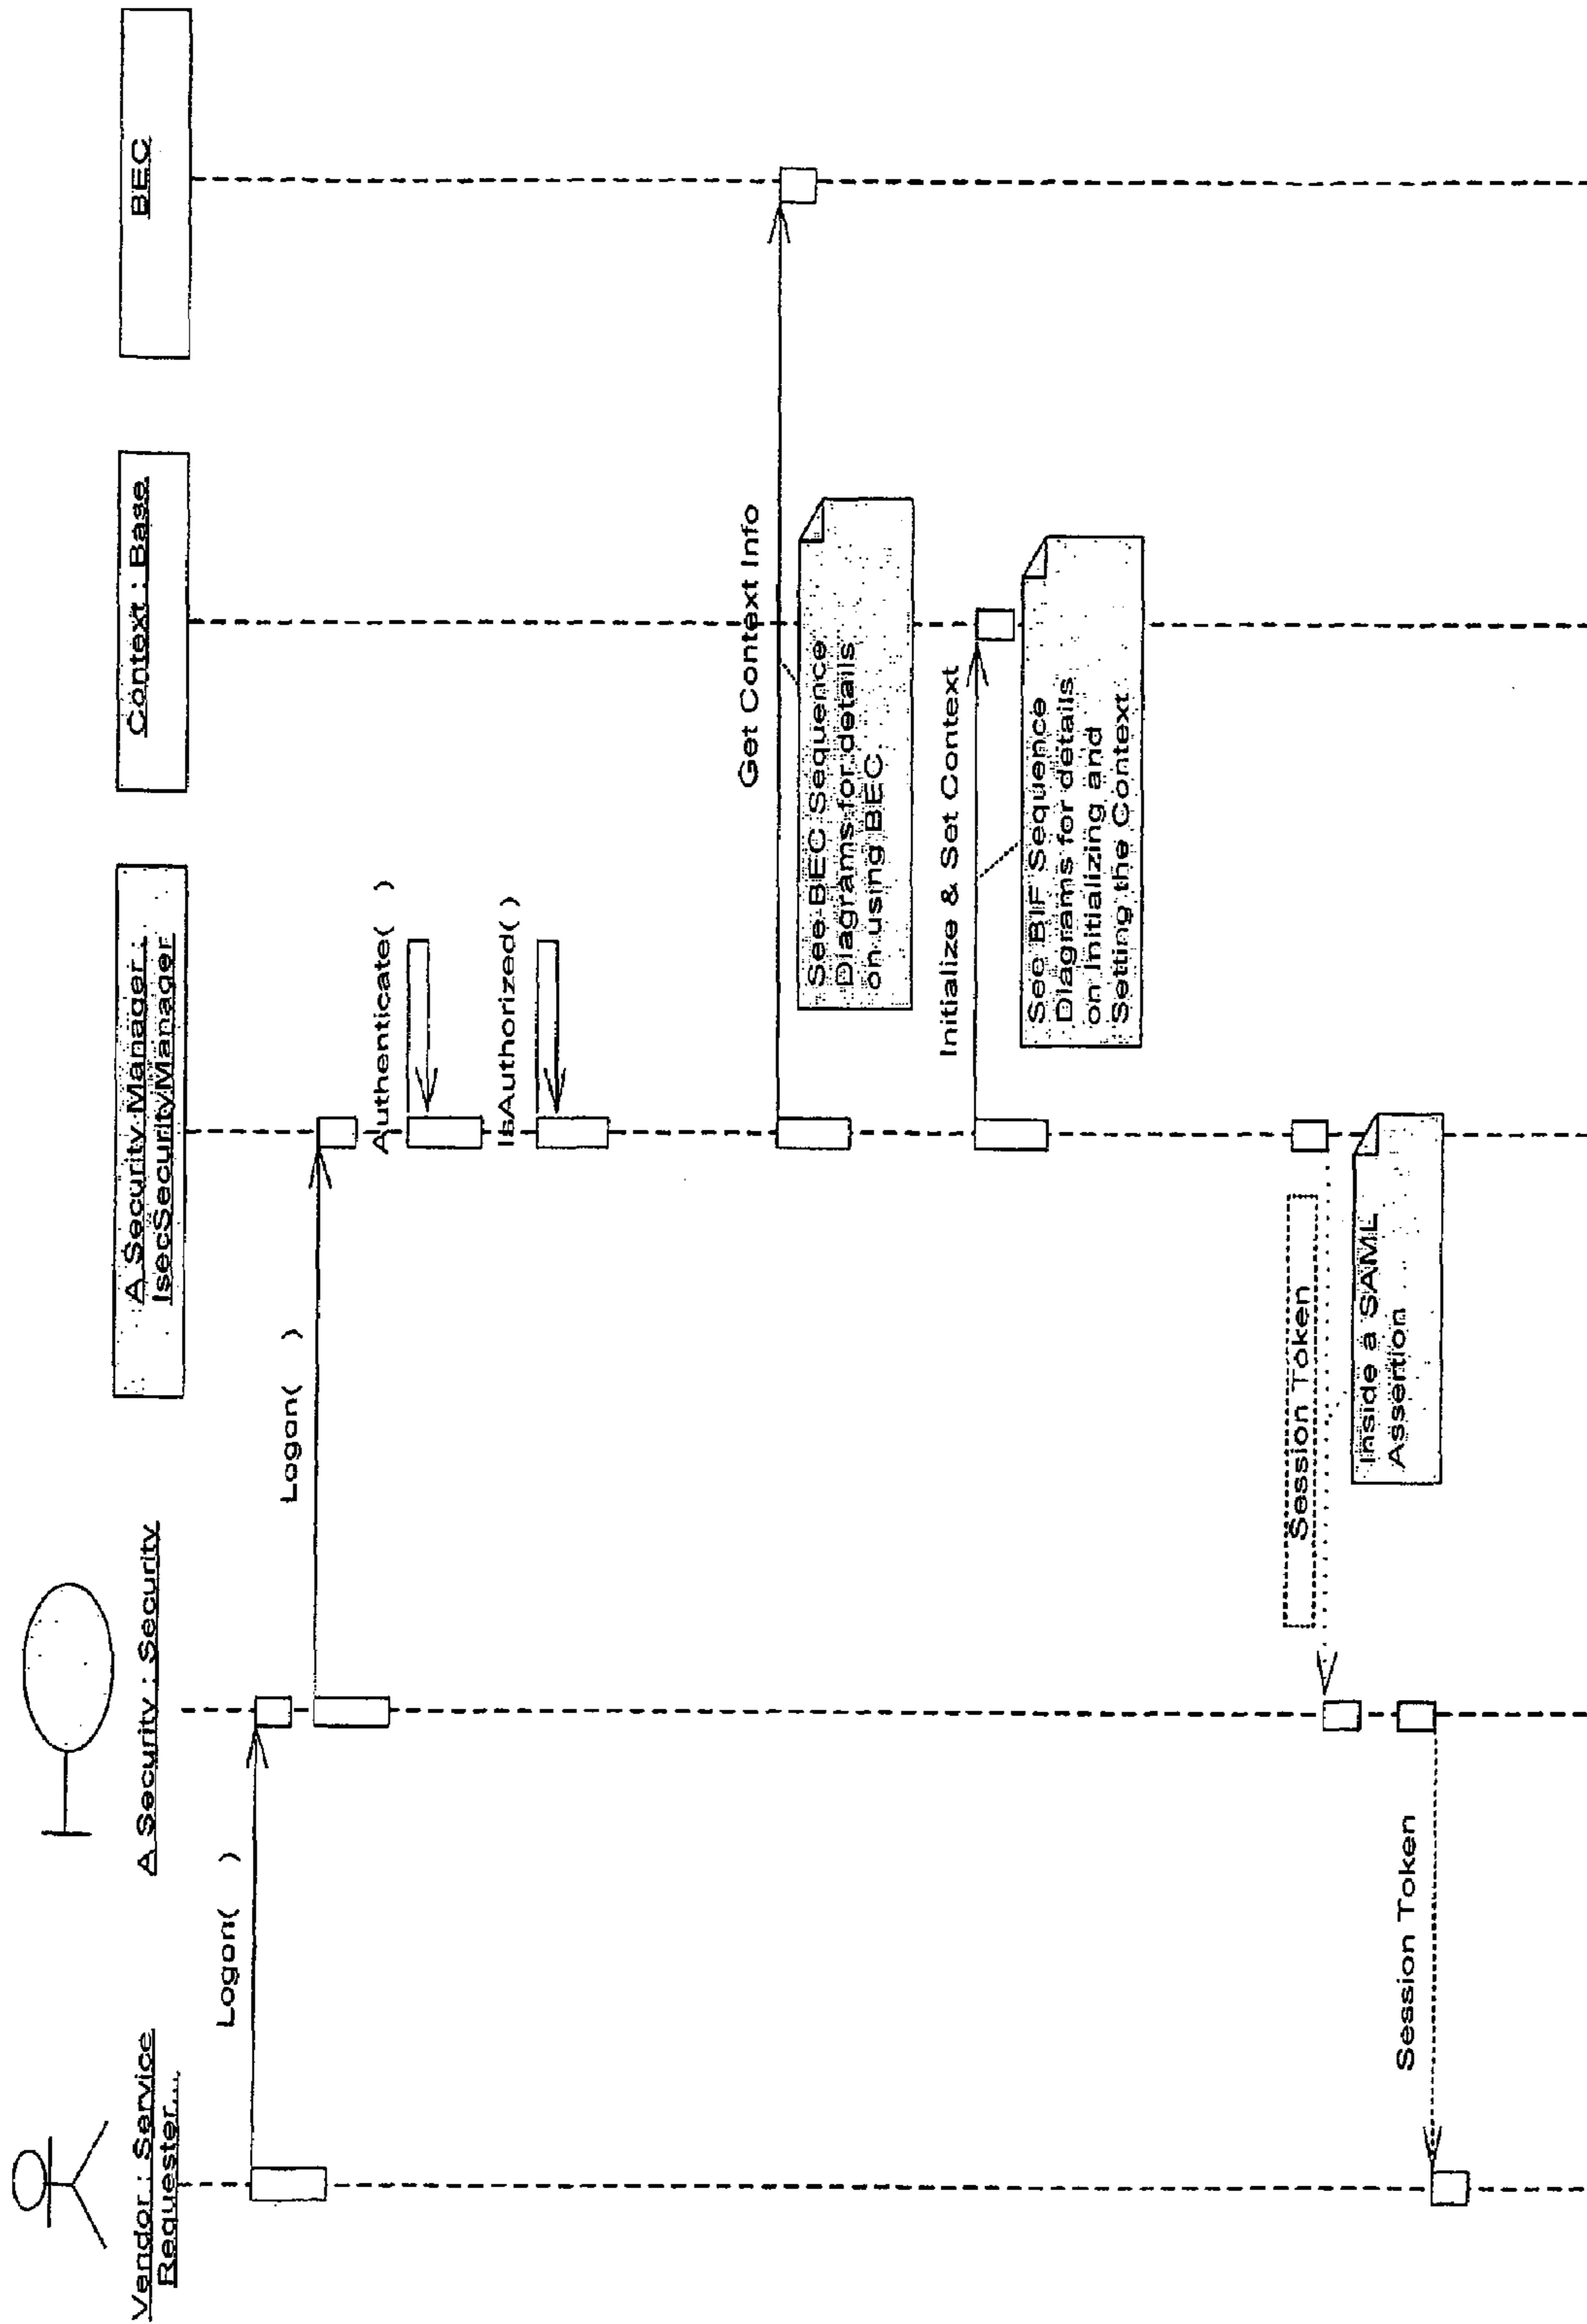 Vendor : Service
Requester...
A Security : Security
A Security Manager :
IsecSecurityManager
Context : Base
BEC
Logon(   )
Logon(   )
Authenticate( )
IsAuthorized( )
Get Context Info
See BEC Sequence
Diagrams for details
on using BEC
Initialize & Set Context
See BIF Sequence
Diagrams for details
on Initializing and
Setting the Context
Session Token
Inside a SAML
Assertion
Session Token